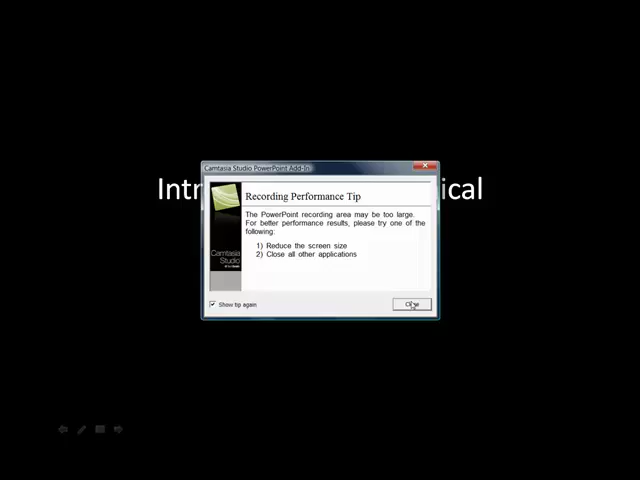 Camtasia Studio PowerPoint Add-In
Intr ical
Recording Performance Tip
The PowerPoint recording area may be too large.
For better performance results, please try one of the
following:
1) Reduce the screen size
2) Close all other applications
Camtasia
Studio
Show tip again
Close